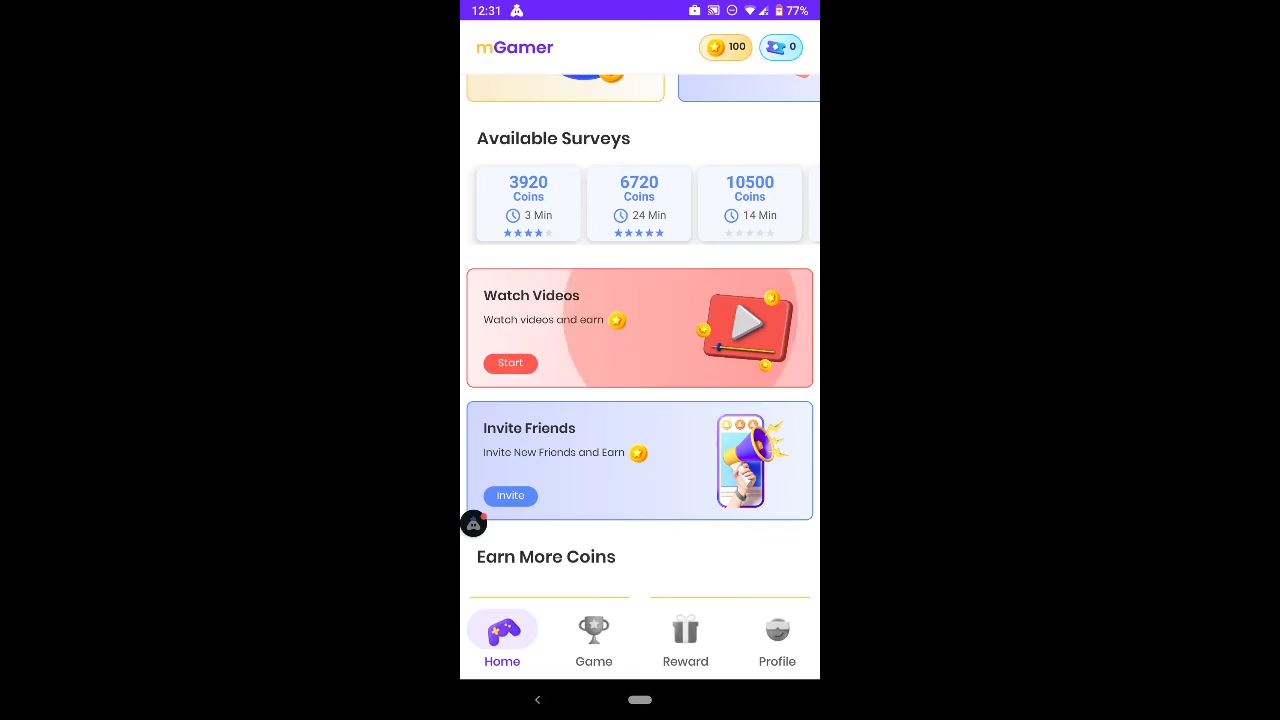 12:31 77%
mGamer 100 0
Available Surveys
3920 6720 10500
Coins Coins Coins
3 Min 24 Min 14 Min
Watch Videos
Watch videos and earn
Start
Invite Friends
Invite New Friends and Earn
Invite
Earn More Coins
Home Game Reward Profile